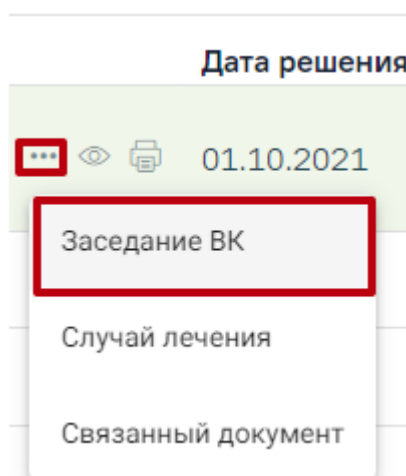 Дата решения
01.10.2021
Заседание ВК
Случай лечения
Связанный документ